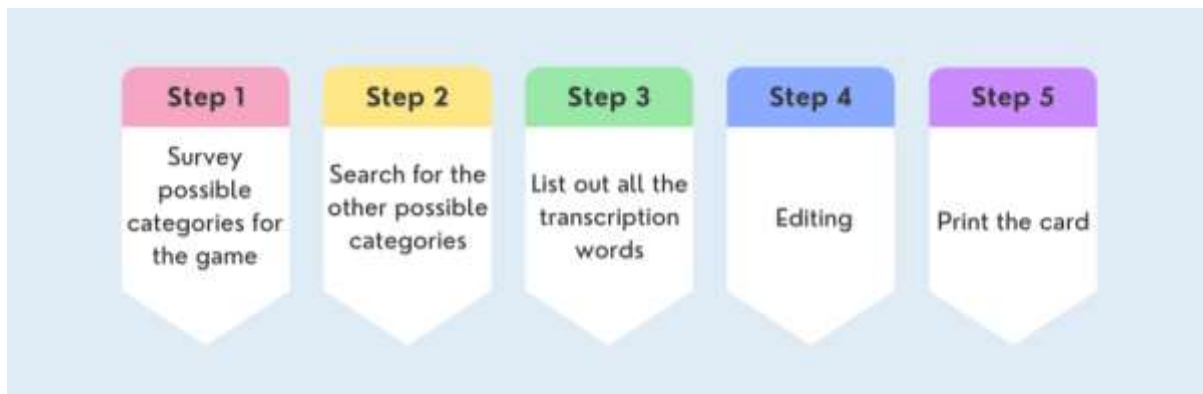 Step 1
Survey
possible
categories for
the game
Step 2
Search for the
other possible
categories
Step 3
List out all the
transcription
words
Step 4
Editing
Step 5
Print the card